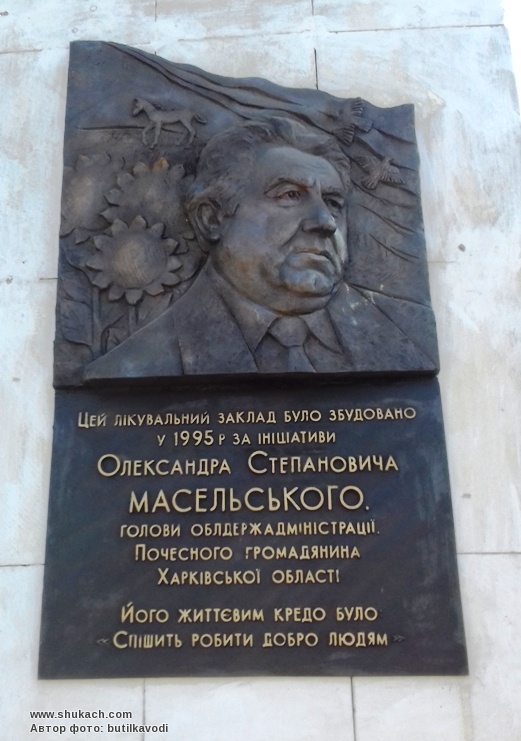 Цей лікувальний заклад було збудовано
у 1995 р за ініціативи
Олександра Степановича
Масельського.
голови облдержадміністрації.
Почесного громадянина
Харківської області
Його життєвим кредо було
«Спішить робити добро людям»
www.shukach.com
Автор фото: butilkavodi